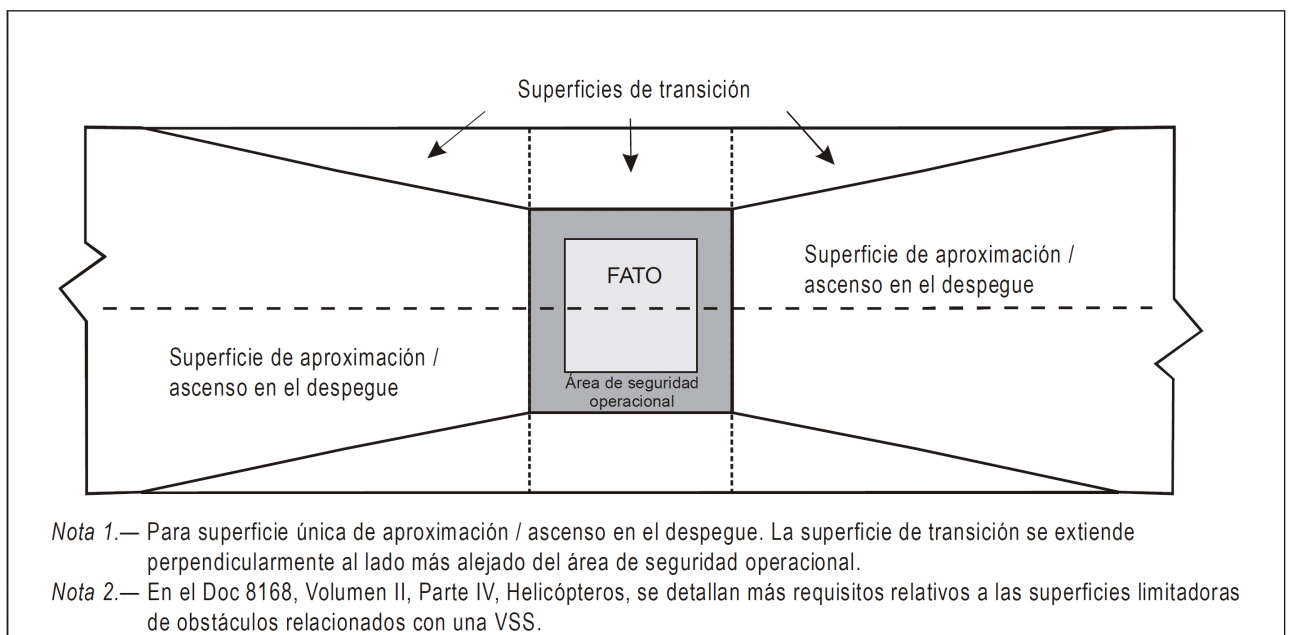 Superficies de transición
FATO
Superficie de aproximación /
ascenso en el despegue
Superficie de aproximación /
ascenso en el despegue
Área de seguridad
operacional
Nota 1.— Para superficie única de aproximación / ascenso en el despegue. La superficie de transición se extiende
perpendicularmente al lado más alejado del área de seguridad operacional.
Nota 2.— En el Doc 8168, Volumen II, Parte IV, Helicópteros, se detallan más requisitos relativos a las superficies limitadoras
de obstáculos relacionados con una VSS.